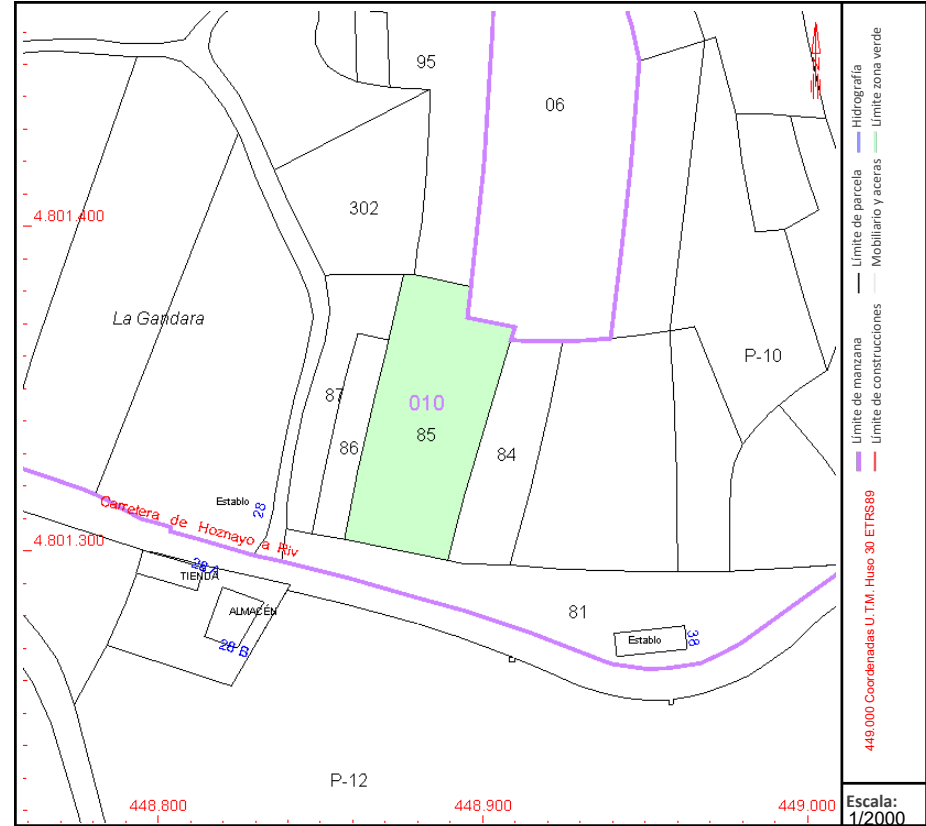 95
06
302
4.801.400
La Gandara
P-10
87
010
85
86
84
Establo
28
Carretera de Hoznayo a Riv
4.801.300
28 A
TIENDA
ALMACÉN
28 B
81
Establo
38
P-12
448.800
448.900
449.000
Límite de manzana
Límite de parcela
Hidrografía
Límite de construcciones
Mobiliario y aceras
Límite zona verde
449.000 Coordenadas U.T.M. Huso 30 ETRS89
Escala:
1/2000